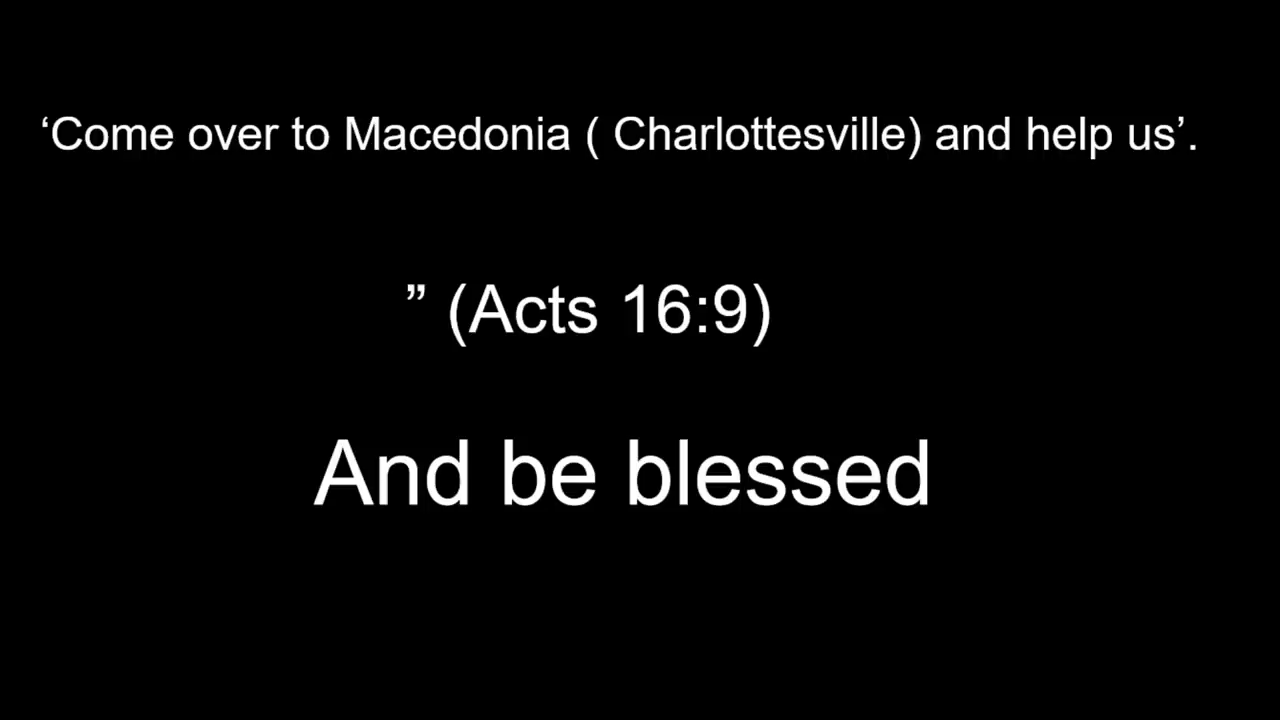 ‘Come over to Macedonia ( Charlottesville) and help us’.
” (Acts 16:9)
And be blessed